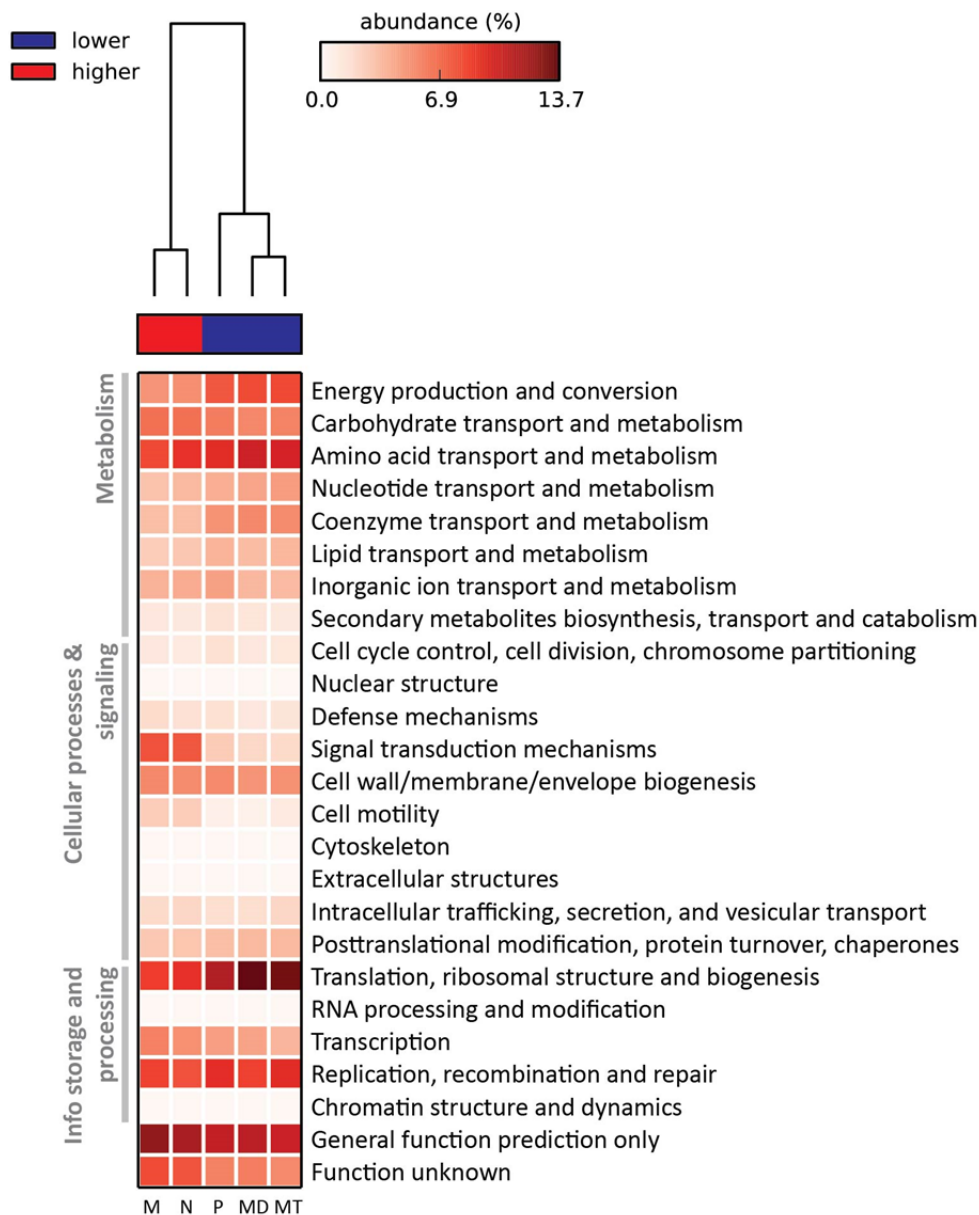 lower
higher
abundance (%)
0.0 6.9 13.7
Metabolism
Energy production and conversion
Carbohydrate transport and metabolism
Amino acid transport and metabolism
Nucleotide transport and metabolism
Coenzyme transport and metabolism
Lipid transport and metabolism
Inorganic ion transport and metabolism
Secondary metabolites biosynthesis, transport and catabolism
Cellular processes &
signaling
Cell cycle control, cell division, chromosome partitioning
Nuclear structure
Defense mechanisms
Signal transduction mechanisms
Cell wall/membrane/envelope biogenesis
Cell motility
Cytoskeleton
Extracellular structures
Intracellular trafficking, secretion, and vesicular transport
Posttranslational modification, protein turnover, chaperones
Info storage and
processing
Translation, ribosomal structure and biogenesis
RNA processing and modification
Transcription
Replication, recombination and repair
Chromatin structure and dynamics
General function prediction only
Function unknown
M N P MD MT